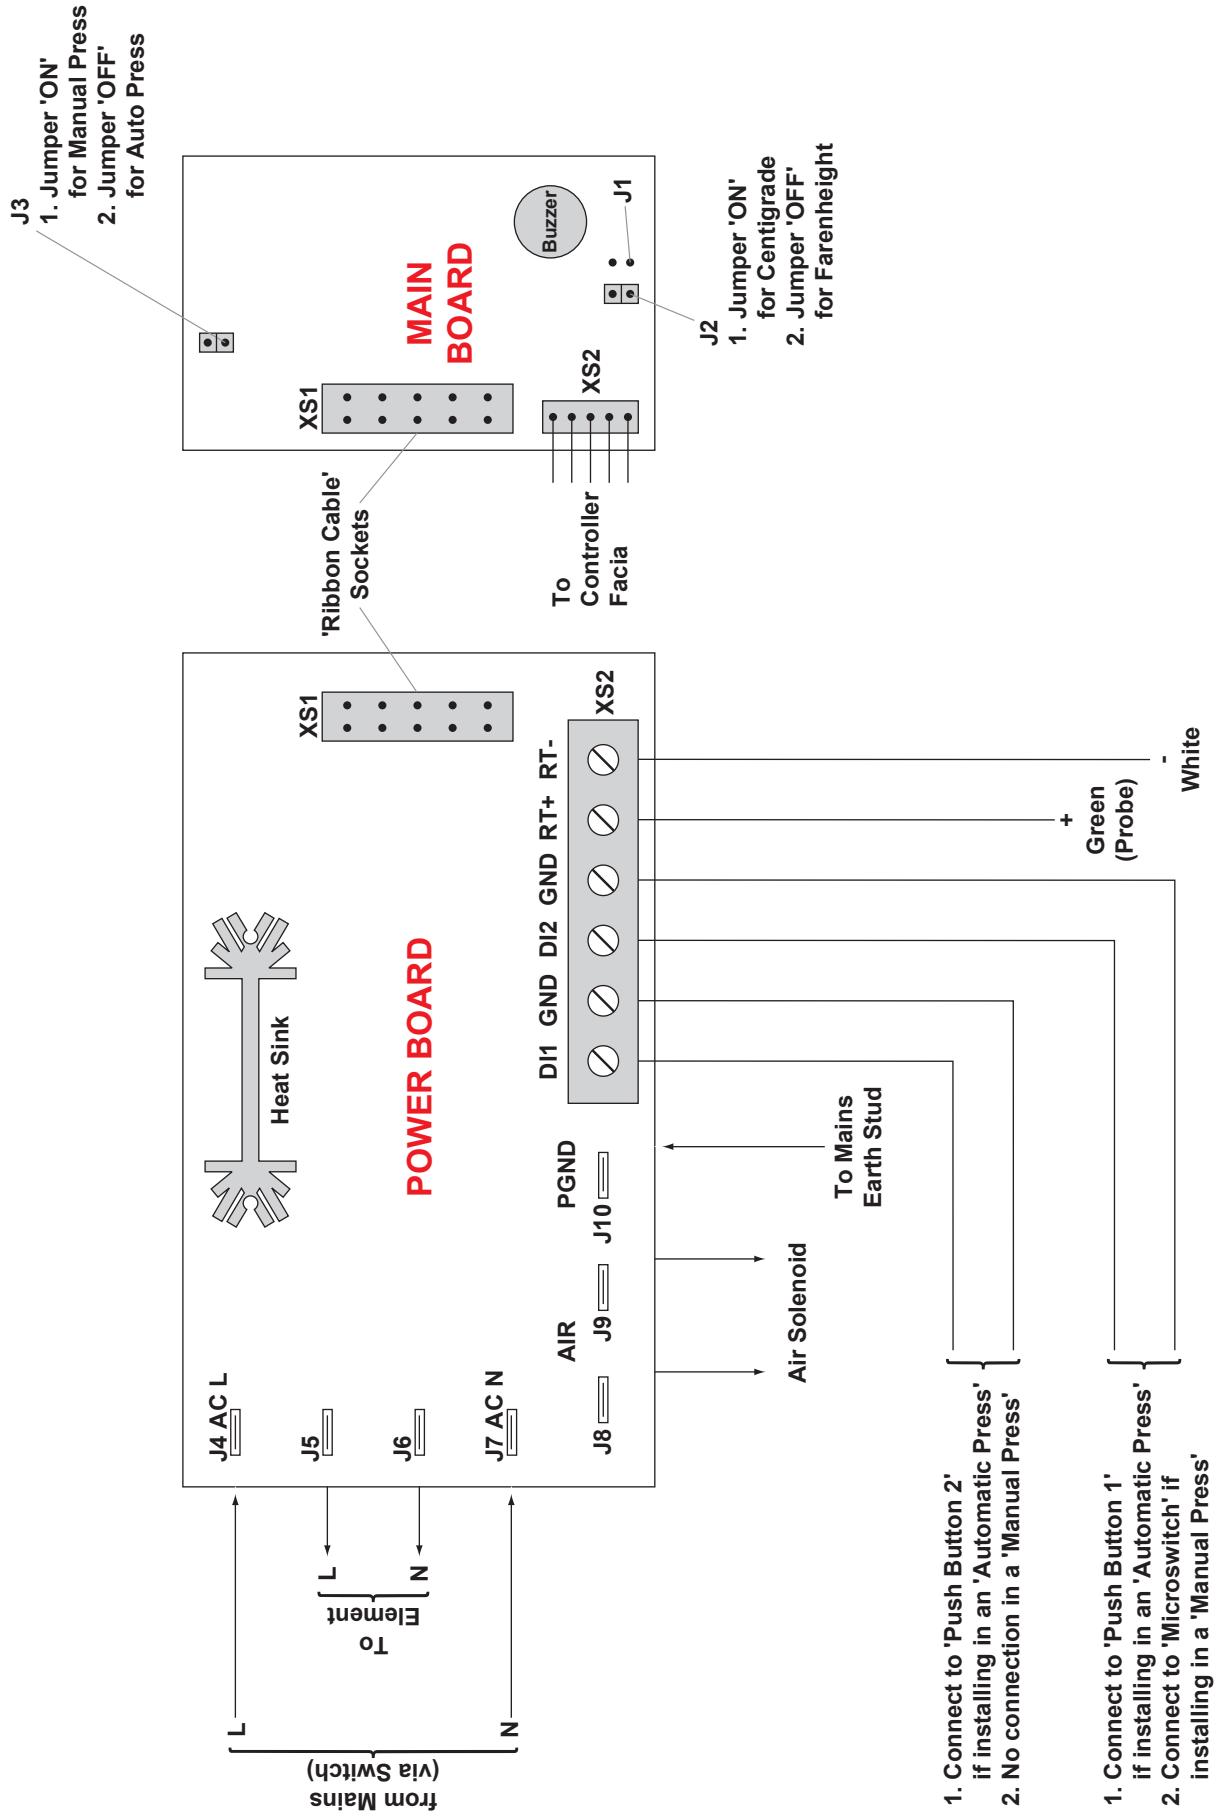 from Mains
(via Switch)
L
N
To
Element
L
N
J4 AC L
J5
J6
J7 AC N
Heat Sink
POWER BOARD
J8
AIR
J9
J10
PGND
DI1
GND
DI2
GND
RT+
RT-
XS2
XS1
'Ribbon Cable'
Sockets
Air Solenoid
To Mains
Earth Stud
+
Green
(Probe)
-
White
1. Connect to 'Push Button 2'
if installing in an 'Automatic Press'
2. No connection in a 'Manual Press'
1. Connect to 'Push Button 1'
if installing in an 'Automatic Press'
2. Connect to 'Microswitch' if
installing in a 'Manual Press'
To
Controller
Facia
XS1
XS2
MAIN
BOARD
Buzzer
J1
J3
1. Jumper 'ON'
for Manual Press
2. Jumper 'OFF'
for Auto Press
J2
1. Jumper 'ON'
for Centigrade
2. Jumper 'OFF'
for Farenheight